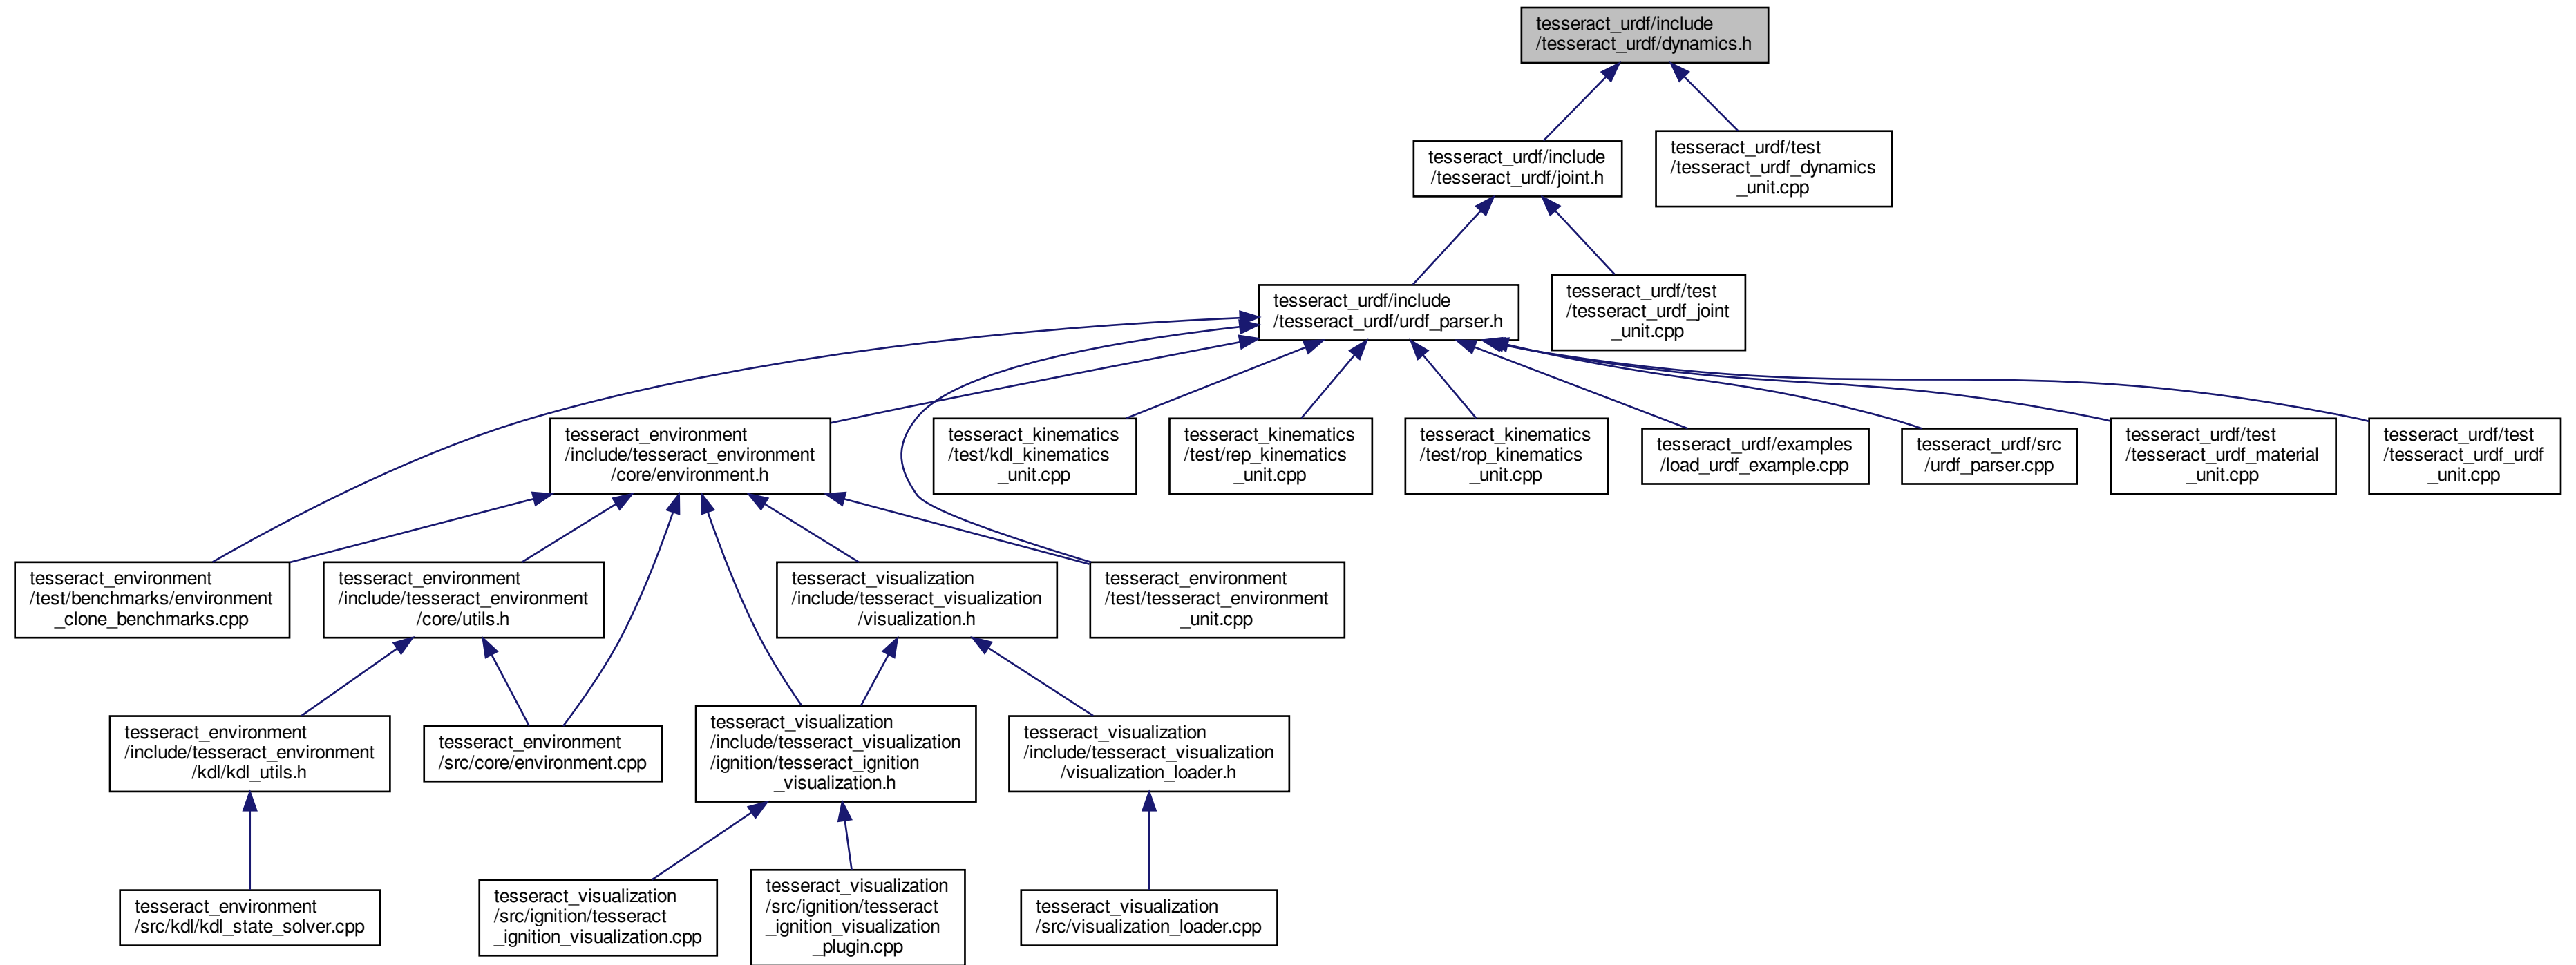 tesseract_urdf/include
/tesseract_urdf/dynamics.h
tesseract_urdf/include
/tesseract_urdf/joint.h
tesseract_urdf/test
/tesseract_urdf_dynamics
_unit.cpp
tesseract_urdf/include
/tesseract_urdf/urdf_parser.h
tesseract_urdf/test
/tesseract_urdf_joint
_unit.cpp
tesseract_environment
/include/tesseract_environment
/core/environment.h
tesseract_kinematics
/test/kdl_kinematics
_unit.cpp
tesseract_kinematics
/test/rep_kinematics
_unit.cpp
tesseract_kinematics
/test/rop_kinematics
_unit.cpp
tesseract_urdf/examples
/load_urdf_example.cpp
tesseract_urdf/src
/urdf_parser.cpp
tesseract_urdf/test
/tesseract_urdf_material
_unit.cpp
tesseract_urdf/test
/tesseract_urdf_urdf
_unit.cpp
tesseract_environment
/test/benchmarks/environment
_clone_benchmarks.cpp
tesseract_environment
/include/tesseract_environment
/core/utils.h
tesseract_visualization
/include/tesseract_visualization
/visualization.h
tesseract_environment
/test/tesseract_environment
_unit.cpp
tesseract_environment
/include/tesseract_environment
/kdl/kdl_utils.h
tesseract_environment
/src/core/environment.cpp
tesseract_visualization
/include/tesseract_visualization
/ignition/tesseract_ignition
_visualization.h
tesseract_visualization
/include/tesseract_visualization
/visualization_loader.h
tesseract_environment
/src/kdl/kdl_state_solver.cpp
tesseract_visualization
/src/ignition/tesseract
_ignition_visualization.cpp
tesseract_visualization
/src/ignition/tesseract
_ignition_visualization
_plugin.cpp
tesseract_visualization
/src/visualization_loader.cpp